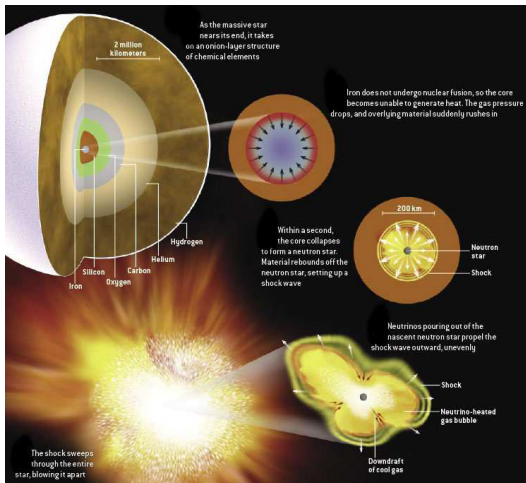 As the massive star
nears its end, it takes
on an onion-layer structure
of chemical elements
2 million
kilometers
Iron does not undergo nuclear fusion, so the core
becomes unable to generate heat. The gas pressure
drops, and overlying material suddenly rushes in
Hydrogen
Helium
Carbon
Oxygen
Silicon
Iron
Within a second,
the core collapses
to form a neutron star.
Material rebounds off the
neutron star, setting up a
shock wave
200 km
Neutron
star
Shock
Neutrinos pouring out of the
nascent neutron star propel the
shock wave outward, unevenly
Shock
Neutrino-heated
gas bubble
Downdraft
of cool gas
The shock sweeps
through the entire
star, blowing it apart